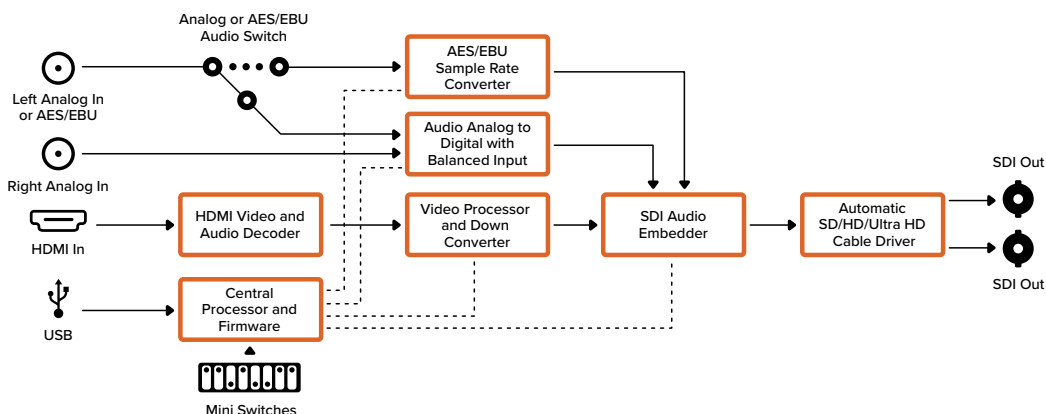 Analog or AES/EBU
Audio Switch
Left Analog In
or AES/EBU
AES/EBU
Sample Rate
Converter
Audio Analog to
Digital with
Balanced Input
Right Analog In
HDMI In
HDMI Video and
Audio Decoder
Video Processor
and Down
Converter
SDI Audio
Embedder
Automatic
SD/HD/Ultra HD
Cable Driver
SDI Out
SDI Out
USB
Central
Processor and
Firmware
Mini Switches